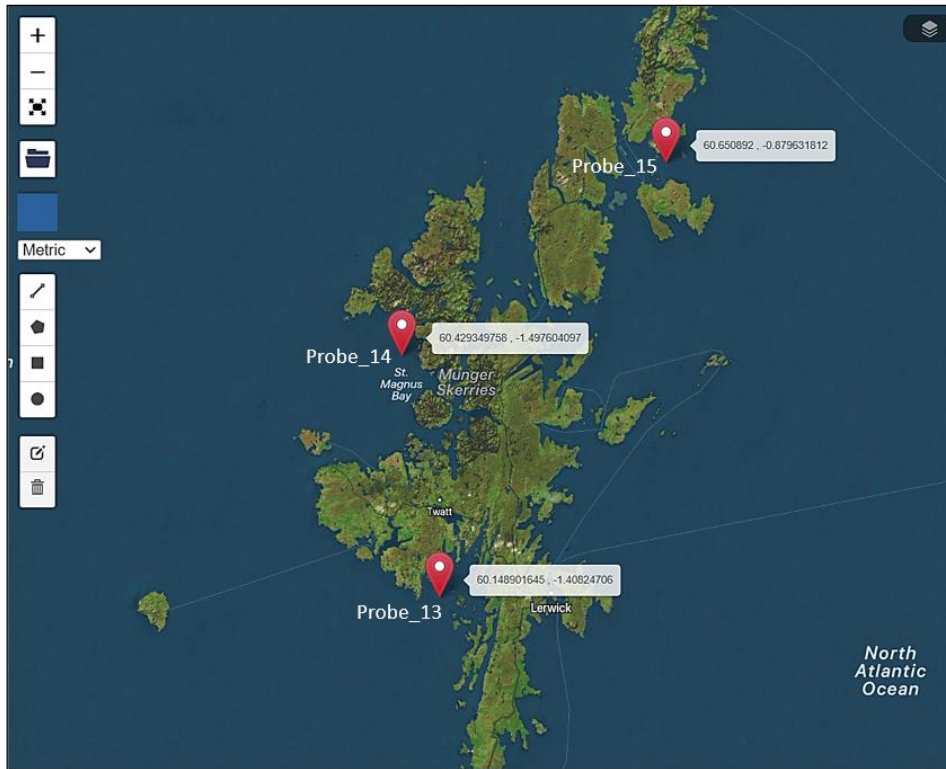 +
−
60.650892 , -0.879631812
Probe_15
Metric
60.429349758 , -1.497604097
Probe_14
St.
Magnus
Bay
Munger
Skerries
Twatt
60.148901645 , -1.40824706
Probe_13
Lerwick
North
Atlantic
Ocean